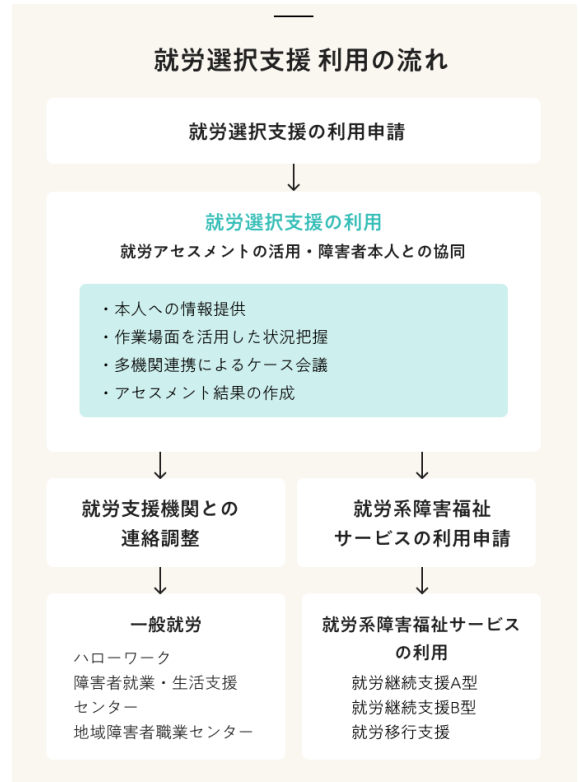 就労選択支援 利用の流れ
就労選択支援の利用申請
就労選択支援の利用
就労アセスメントの活用・障害者本人との協同
・本人への情報提供
・作業場面を活用した状況把握
・多機関連携によるケース会議
・アセスメント結果の作成
就労支援機関との
連絡調整
就労系障害福祉
サービスの利用申請
一般就労
ハローワーク
障害者就業・生活支援
センター
地域障害者職業センター
就労系障害福祉サービス
の利用
就労継続支援A型
就労継続支援B型
就労移行支援